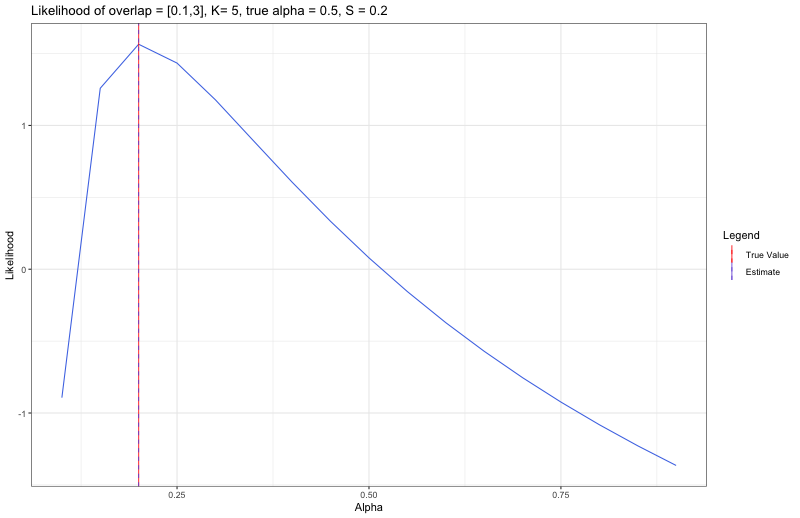 Likelihood of overlap = [0.1,3], K= 5, true alpha = 0.5, S = 0.2
Likelihood
1
0
-1
0.25
0.50
0.75
Alpha
Legend
True Value
Estimate